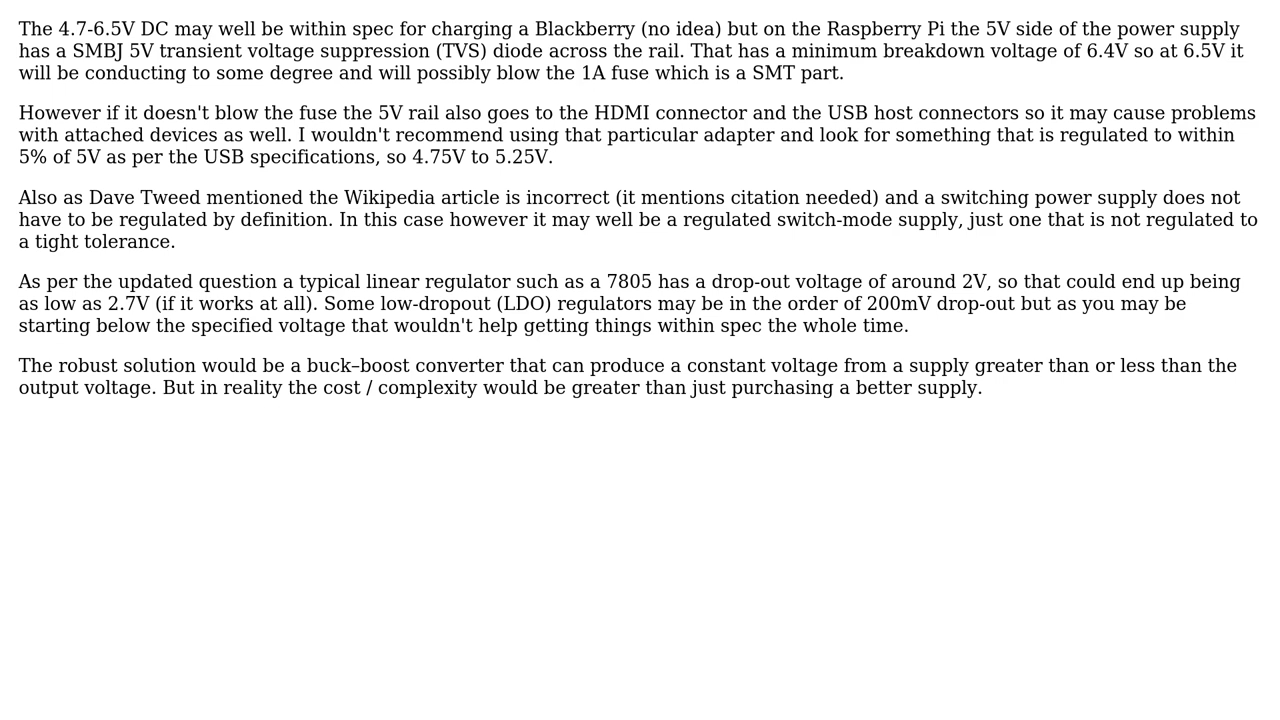 The 4.7-6.5V DC may well be within spec for charging a Blackberry (no idea) but on the Raspberry Pi the 5V side of the power supply
has a SMBJ 5V transient voltage suppression (TVS) diode across the rail. That has a minimum breakdown voltage of 6.4V so at 6.5V it
will be conducting to some degree and will possibly blow the 1A fuse which is a SMT part.
However if it doesn't blow the fuse the 5V rail also goes to the HDMI connector and the USB host connectors so it may cause problems
with attached devices as well. I wouldn't recommend using that particular adapter and look for something that is regulated to within
5% of 5V as per the USB specifications, so 4.75V to 5.25V.
Also as Dave Tweed mentioned the Wikipedia article is incorrect (it mentions citation needed) and a switching power supply does not
have to be regulated by definition. In this case however it may well be a regulated switch-mode supply, just one that is not regulated to
a tight tolerance.
As per the updated question a typical linear regulator such as a 7805 has a drop-out voltage of around 2V, so that could end up being
as low as 2.7V (if it works at all). Some low-dropout (LDO) regulators may be in the order of 200mV drop-out but as you may be
starting below the specified voltage that wouldn't help getting things within spec the whole time.
The robust solution would be a buck–boost converter that can produce a constant voltage from a supply greater than or less than the
output voltage. But in reality the cost / complexity would be greater than just purchasing a better supply.